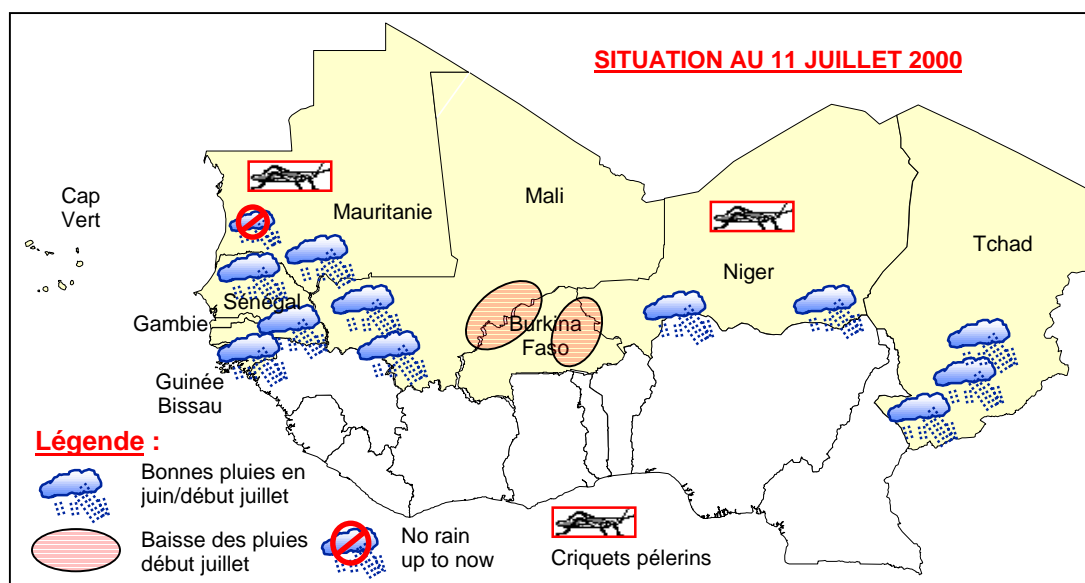 SITUATION AU 11 JUILLET 2000
Cap
Vert
Mauritanie
Mali
Niger
Tchad
Sénégal
Gambie
Burkina
Faso
Guinée
Bissau
Légende :
Bonnes pluies en
juin/début juillet
Baisse des pluies
début juillet
No rain
up to now
Criquets pélerins